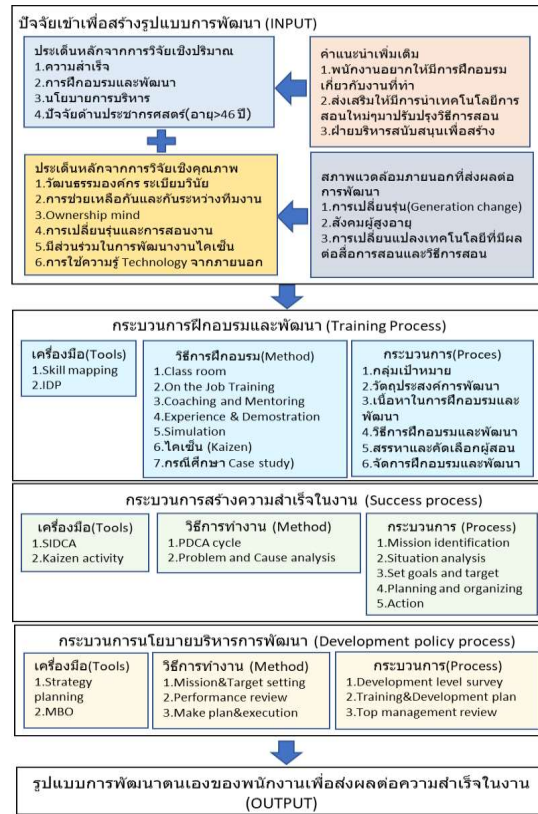 ปัจจัยเข้าเพื่อสร้างรูปแบบการพัฒนา (INPUT)
ประเด็นหลักจากการวิจัยเชิงปริมาณ
1.ความสำเร็จ
2.การฝึกอบรมและพัฒนา
3.นโยบายการบริหาร
4.ปัจจัยด้านประชากรศสตร์(อายุ>46 ปี)
คำแนะนำเพิ่มเติม
1.พนักงานอยากให้มีการฝึกอบรม
เกี่ยวกับงานที่ทำ
2.ส่งเสริมให้มีการนำเทคโนโลยีการ
สอนใหม่ๆมาปรับปรุงวิธีการสอน
3.ฝ่ายบริหารสนับสนุนเพื่อสร้าง
ประเด็นหลักจากการวิจัยเชิงคุณภาพ
1.วัฒนธรรมองค์กร ระเบียบวินัย
2.การช่วยเหลือกันและกันระหว่างทีมงาน
3.Ownership mind
4.การเปลี่ยนรุ่นและการสอนงาน
5.มีส่วนร่วมในการพัฒนางานไคเซ็น
6.การใช้ความรู้ Technology จากภายนอก
สภาพแวดล้อมภายนอกที่ส่งผลต่อ
การพัฒนา
1.การเปลี่ยนรุ่น(Generation change)
2.สังคมผู้สูงอายุ
3.การเปลี่ยนแปลงเทคโนโลยีที่มีผล
ต่อสื่อการสอนและวิธีการสอน
กระบวนการฝึกอบรมและพัฒนา (Training Process)
เครื่องมือ(Tools)
1.Skill mapping
2.IDP
วิธีการฝึกอบรม(Method)
1.Class room
2.On the Job Training
3.Coaching and Mentoring
4.Experience & Demostration
5.Simulation
6.ไคเซ็น (Kaizen)
7.กรณีศึกษา Case study)
กระบวนการ(Proces)
1.กลุ่มเป้าหมาย
2.วัตถุประสงค์การพัฒนา
3.เนื้อหาในการฝึกอบรมและ
พัฒนา
4.วิธีการฝึกอบรมและพัฒนา
5.สรรหาและคัดเลือกผู้สอน
6.จัดการฝึกอบรมและพัฒนา
กระบวนการสร้างความสำเร็จในงาน (Success process)
เครื่องมือ(Tools)
1.SIDCA
2.Kaizen activity
วิธีการทำงาน (Method)
1.PDCA cycle
2.Problem and Cause analysis
กระบวนการ (Process)
1.Mission identification
2.Situation analysis
3.Set goals and target
4.Planning and organizing
5.Action
กระบวนการนโยบายบริหารการพัฒนา (Development policy process)
เครื่องมือ(Tools)
1.Strategy
planning
2.MBO
วิธีการทำงาน (Method)
1.Mission&Target setting
2.Performance review
3.Make plan&execution
กระบวนการ(Process)
1.Development level survey
2.Training&Development plan
3.Top management review
รูปแบบการพัฒนาตนเองของพนักงานเพื่อส่งผลต่อความสำเร็จในงาน
(OUTPUT)